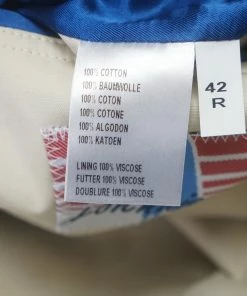 100% COTTON
100% BAUMWOLLE
100% COTON
100% COTONE
100% ALGODON
100% KATOEN
LINING 100% VISCOSE
FUTTER 100% VISCOSE
DOUBLURE 100% VISCOSE
42
R